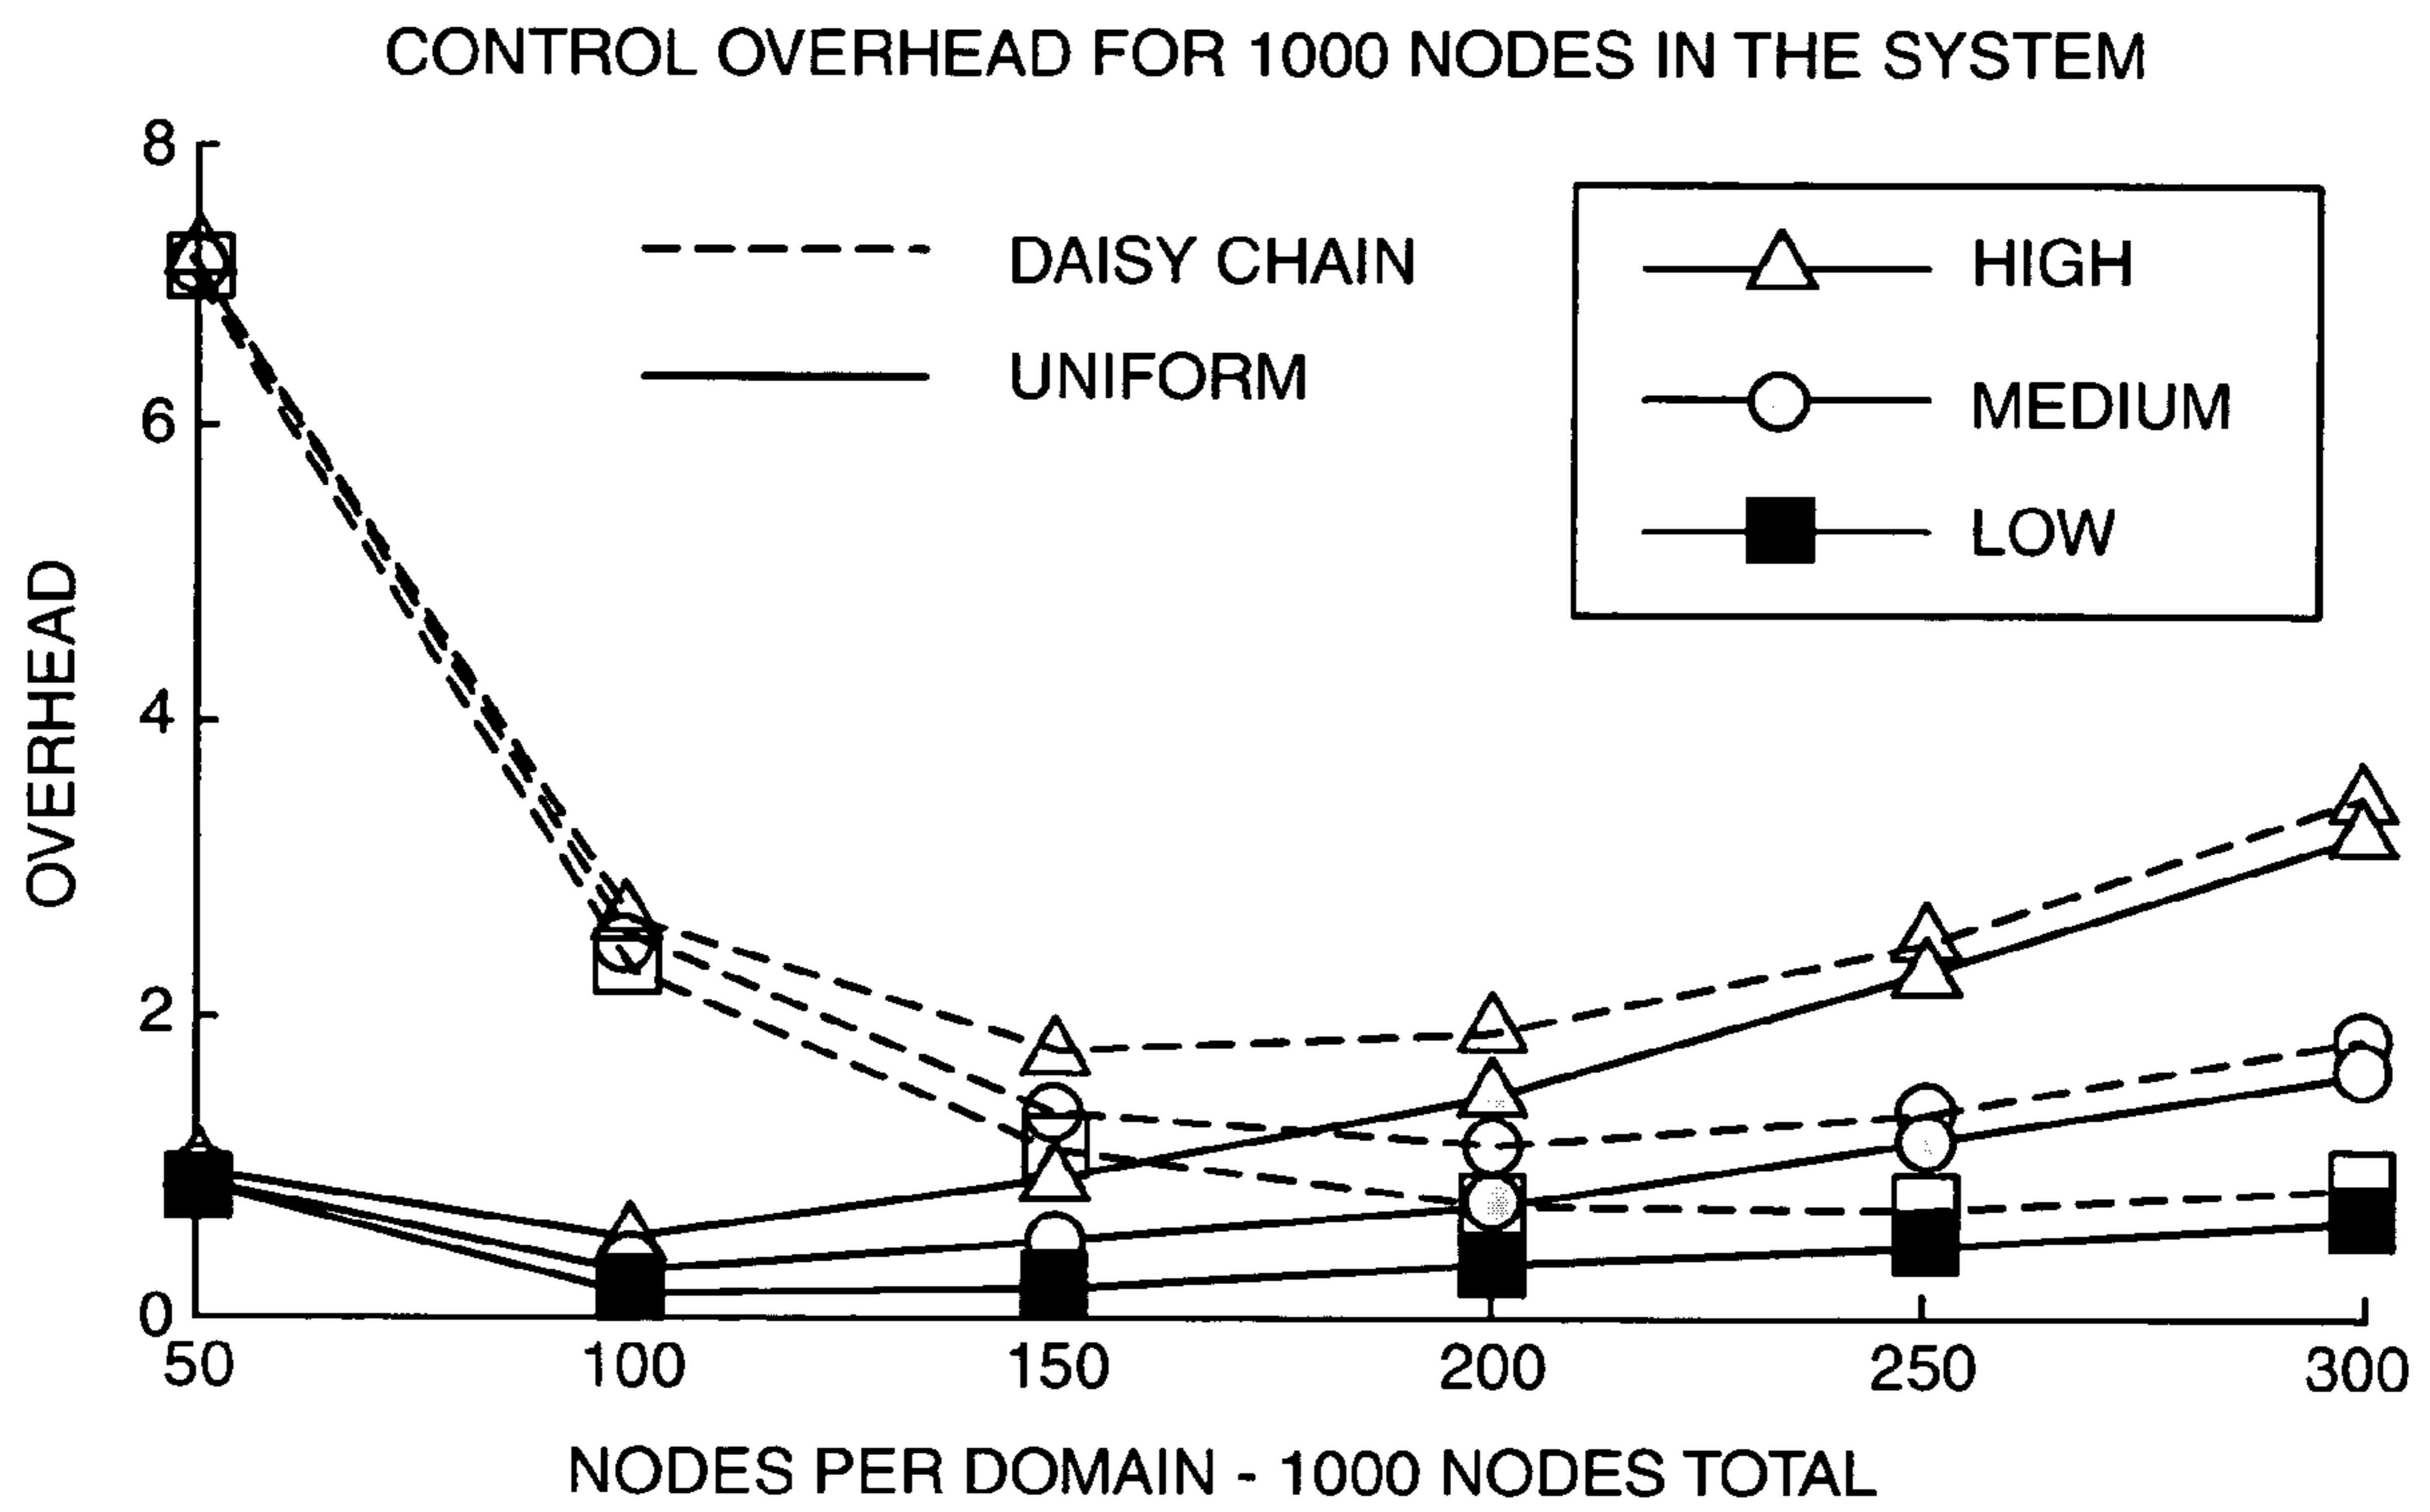 CONTROL OVERHEAD FOR 1000 NODES IN THE SYSTEM
8
6
4
2
0
OVERHEAD
DAISY CHAIN
UNIFORM
HIGH
MEDIUM
LOW
50 100 150 200 250 300
NODES PER DOMAIN - 1000 NODES TOTAL